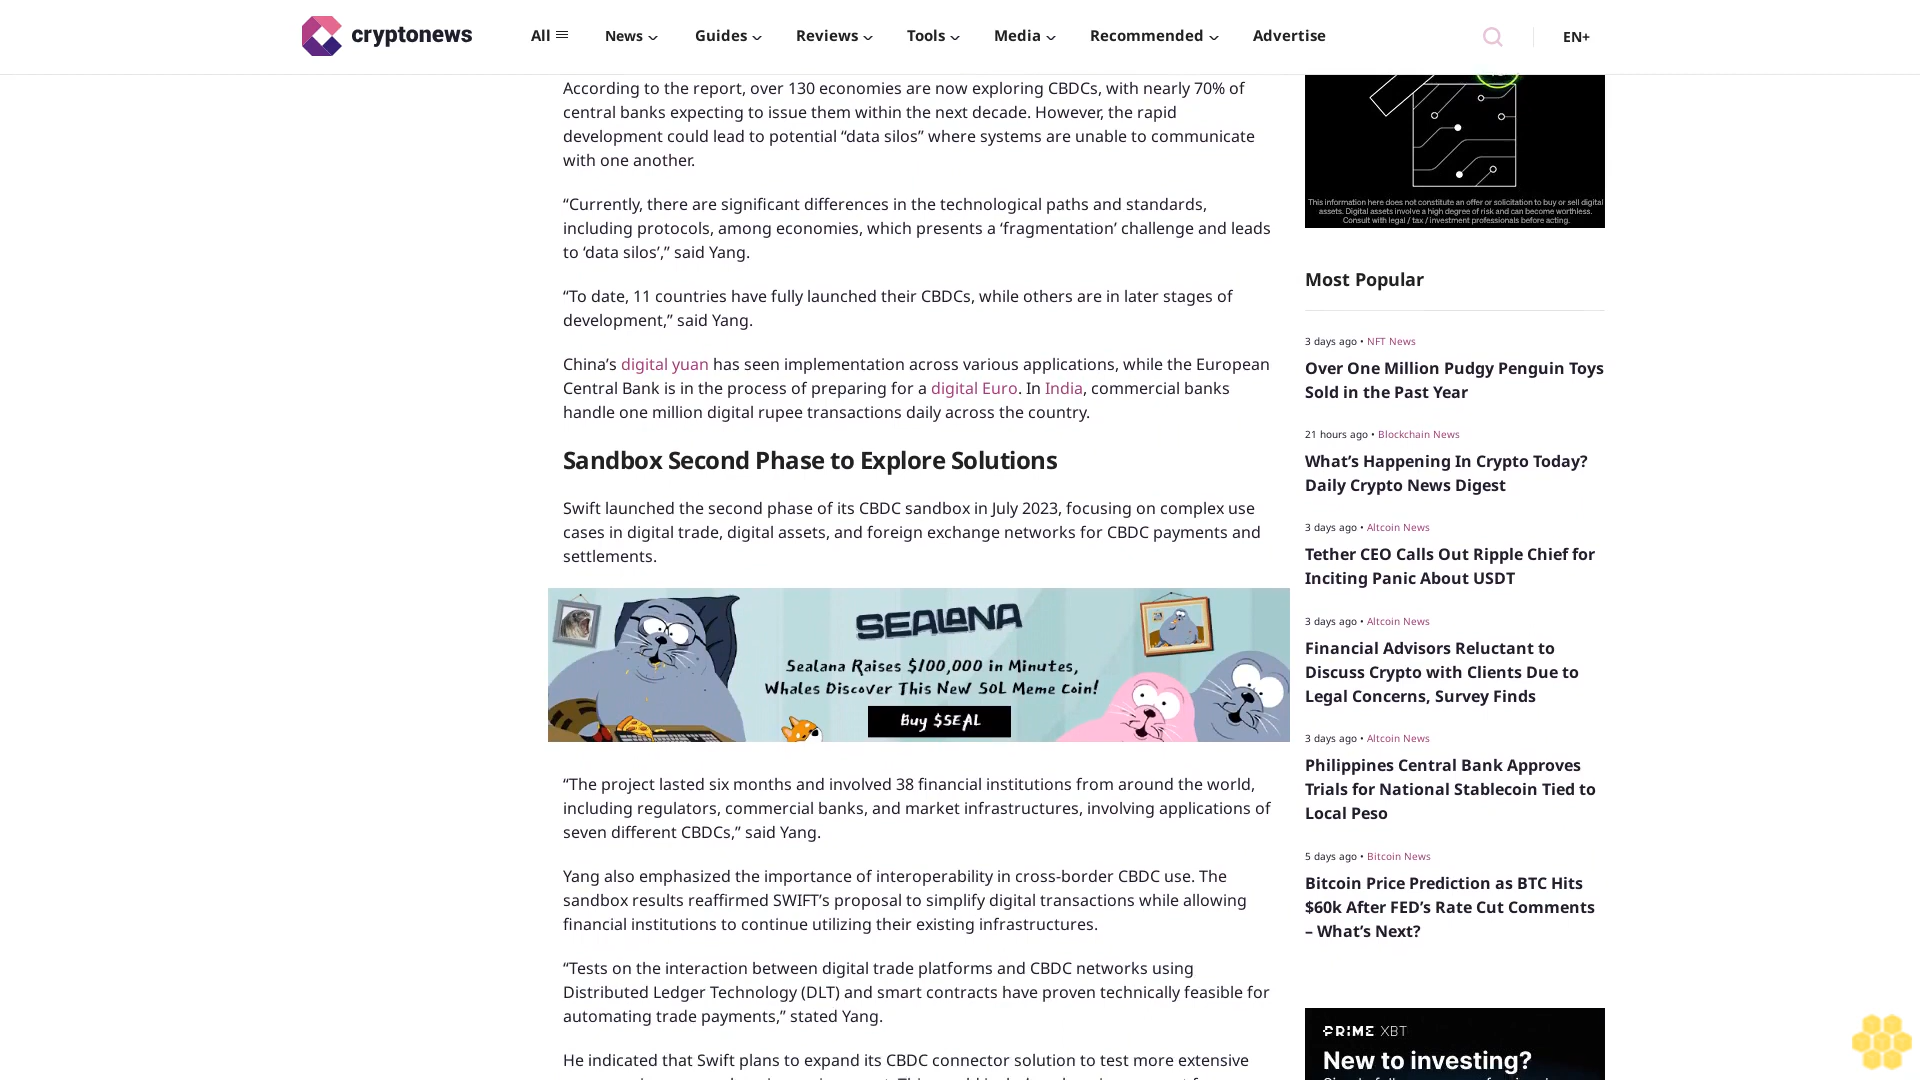 cryptonews
All
News
Guides
Reviews
Tools
Media
Recommended
Advertise
EN+
According to the report, over 130 economies are now exploring CBDCs, with nearly 70% of
central banks expecting to issue them within the next decade. However, the rapid
development could lead to potential “data silos” where systems are unable to communicate
with one another.
“Currently, there are significant differences in the technological paths and standards,
including protocols, among economies, which presents a ‘fragmentation’ challenge and leads
to ‘data silos’,” said Yang.
“To date, 11 countries have fully launched their CBDCs, while others are in later stages of
development,” said Yang.
China’s digital yuan has seen implementation across various applications, while the European
Central Bank is in the process of preparing for a digital Euro. In India, commercial banks
handle one million digital rupee transactions daily across the country.
Sandbox Second Phase to Explore Solutions
Swift launched the second phase of its CBDC sandbox in July 2023, focusing on complex use
cases in digital trade, digital assets, and foreign exchange networks for CBDC payments and
settlements.
SEALANA
Sealana Raises $100,000 in Minutes,
Whales Discover This New SOL Meme Coin!
Buy $SEAL
“The project lasted six months and involved 38 financial institutions from around the world,
including regulators, commercial banks, and market infrastructures, involving applications of
seven different CBDCs,” said Yang.
Yang also emphasized the importance of interoperability in cross-border CBDC use. The
sandbox results reaffirmed SWIFT’s proposal to simplify digital transactions while allowing
financial institutions to continue utilizing their existing infrastructures.
“Tests on the interaction between digital trade platforms and CBDC networks using
Distributed Ledger Technology (DLT) and smart contracts have proven technically feasible for
automating trade payments,” stated Yang.
He indicated that Swift plans to expand its CBDC connector solution to test more extensive
This information here does not constitute an offer or solicitation to buy or sell digital
assets. Digital assets involve a high degree of risk and can become worthless.
Consult with legal / tax / investment professionals before acting.
Most Popular
3 days ago • NFT News
Over One Million Pudgy Penguin Toys
Sold in the Past Year
21 hours ago • Blockchain News
What’s Happening In Crypto Today?
Daily Crypto News Digest
3 days ago • Altcoin News
Tether CEO Calls Out Ripple Chief for
Inciting Panic About USDT
3 days ago • Altcoin News
Financial Advisors Reluctant to
Discuss Crypto with Clients Due to
Legal Concerns, Survey Finds
3 days ago • Altcoin News
Philippines Central Bank Approves
Trials for National Stablecoin Tied to
Local Peso
5 days ago • Bitcoin News
Bitcoin Price Prediction as BTC Hits
$60k After FED’s Rate Cut Comments
– What’s Next?
PRIME XBT
New to investing?